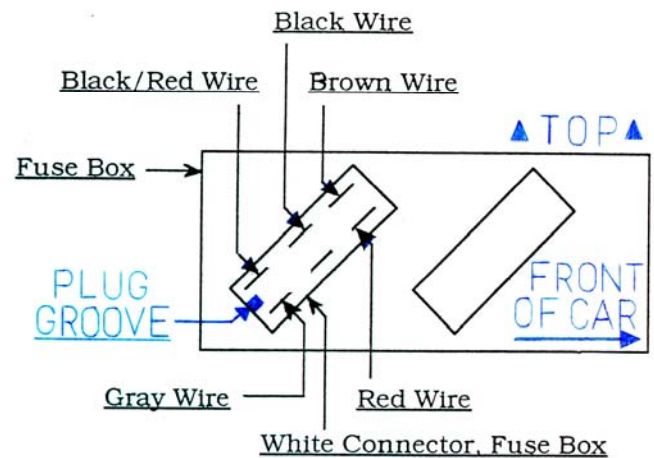 Black Wire
Black/Red Wire
Brown Wire
▲TOP▲
Fuse Box
PLUG
GROOVE
FRONT
OF CAR
Gray Wire
Red Wire
White Connector, Fuse Box